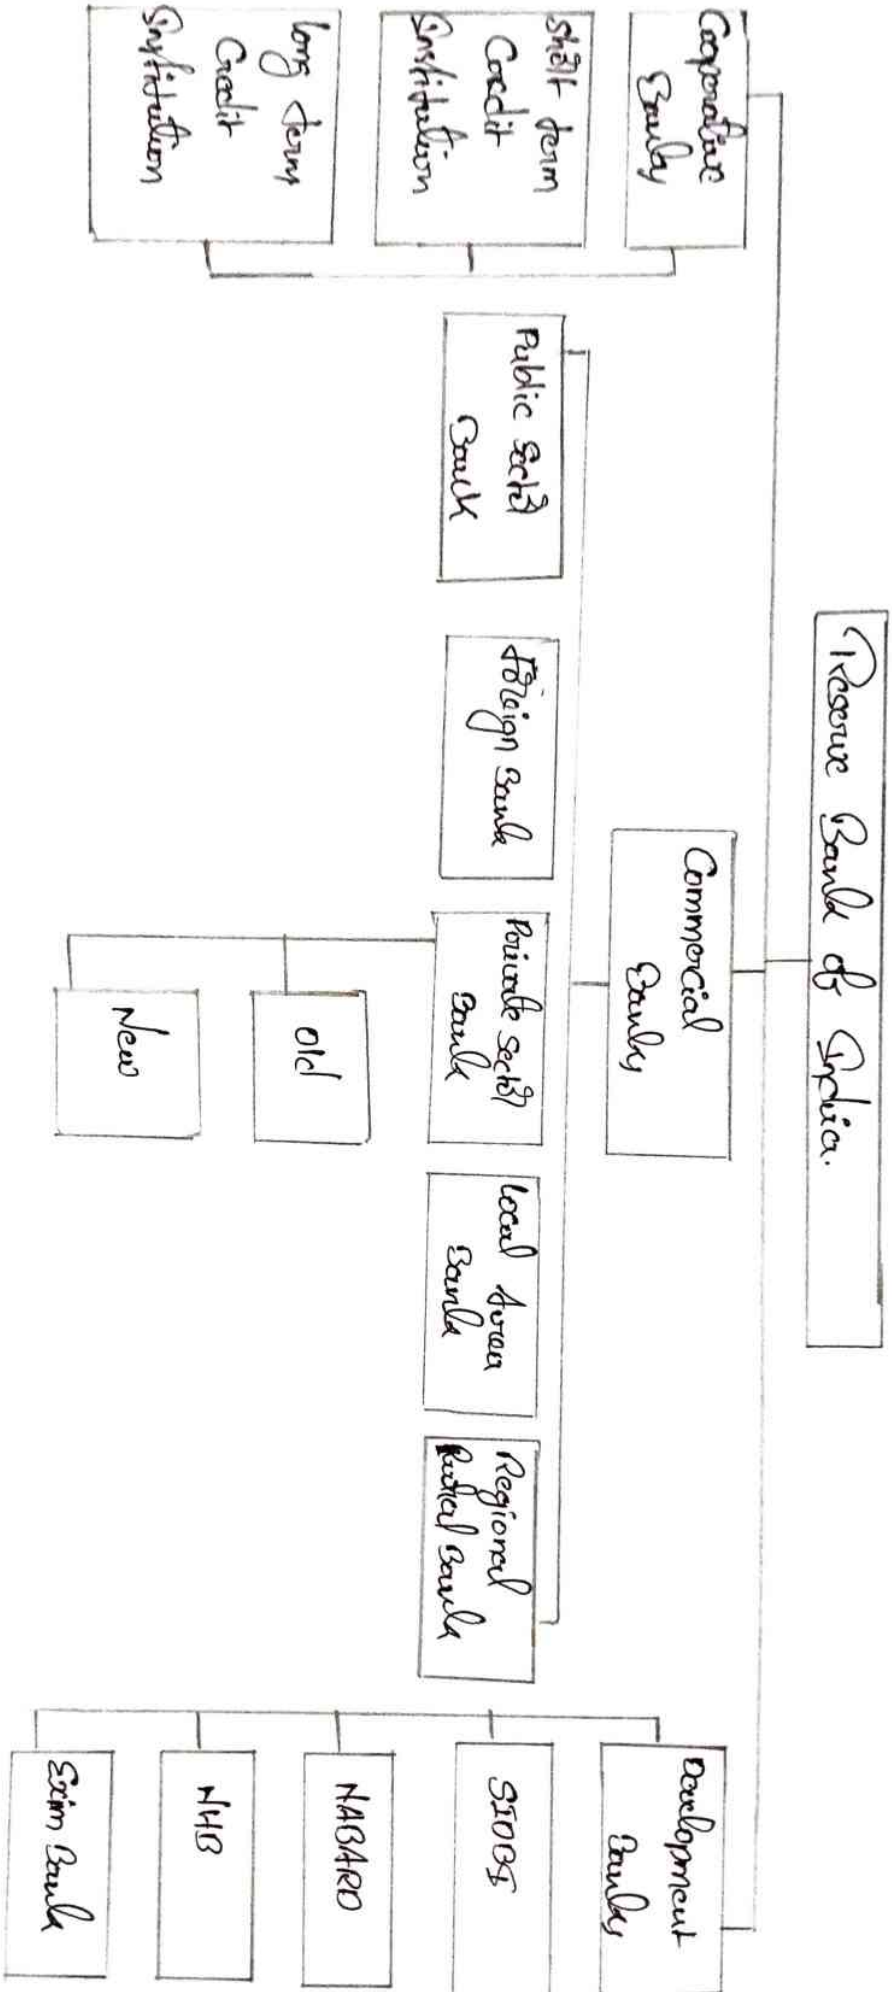 Reserve Bank of India.
Cooperative
Banks
Commercial
Banks
Development
Banks
Short term
Credit
Institution
Long term
Credit
Institution
Public Sector
Bank
Foreign Bank
Private Sector
Bank
Local Area
Bank
Regional
Rural Bank
Old
New
SIDBI
NABARD
NHB
Exim Bank